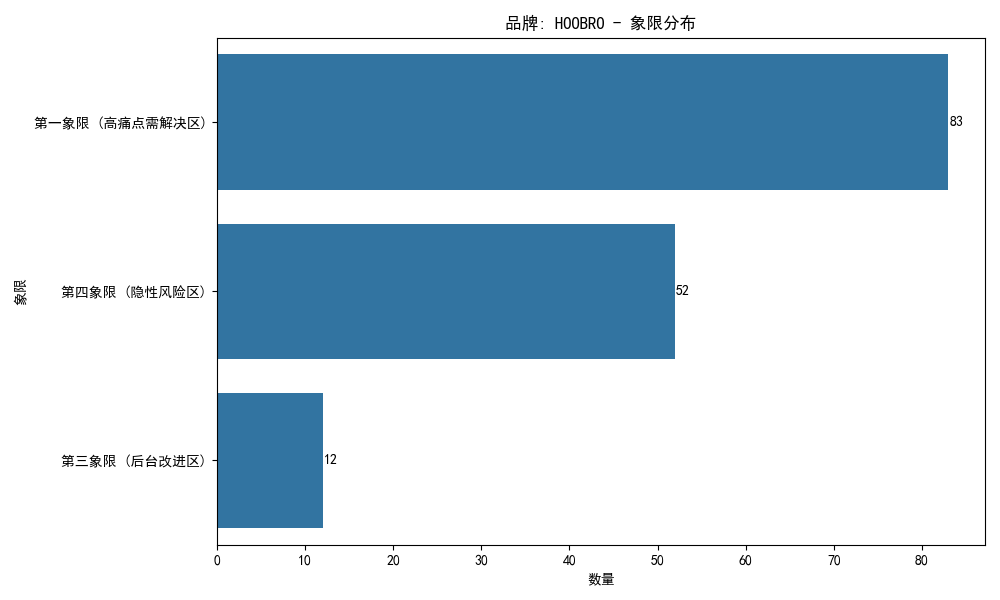 品牌: HOOBRO - 象限分布
象限
第一象限 (高痛点需解决区)
83
第四象限 (隐性风险区)
52
第三象限 (后台改进区)
12
0 10 20 30 40 50 60 70 80
数量